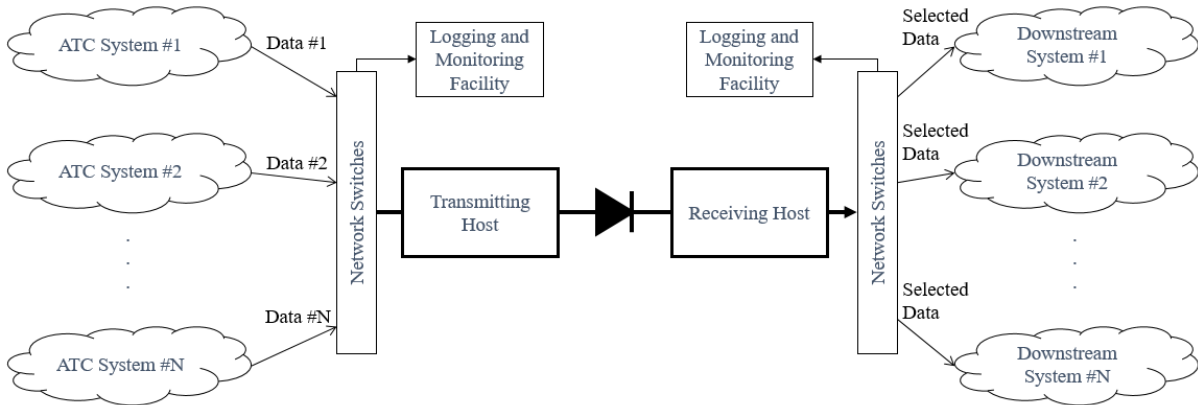 ATC System #1
Data #1
Logging and
Monitoring
Facility
Logging and
Monitoring
Facility
Selected
Data
Downstream
System #1
ATC System #2
Data #2
Network Switches
Transmitting
Host
Receiving Host
Network Switches
Selected
Data
Downstream
System #2
.
.
.
.
.
.
ATC System #N
Data #N
Selected
Data
Downstream
System #N